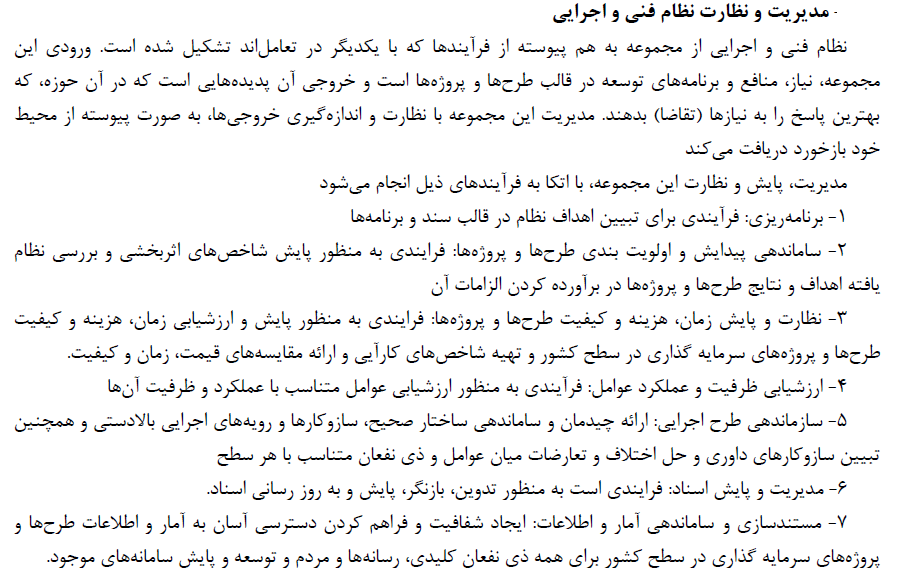 - مدیریت و نظارت نظام فنی و اجرایی
نظام فنی و اجرایی از مجموعه به هم پیوسته از فرآیندها که با یکدیگر در تعامل‌اند تشکیل شده است. ورودی این
مجموعه، نیاز، منافع و برنامه‌های توسعه در قالب طرح‌ها و پروژه‌ها است و خروجی آن پدیده‌هایی است که در آن حوزه، که
بهترین پاسخ را به نیازها (تقاضا) بدهند. مدیریت این مجموعه با نظارت و اندازه‌گیری خروجی‌ها، به صورت پیوسته از محیط
خود بازخورد دریافت می‌کند
مدیریت، پایش و نظارت این مجموعه، با اتکا به فرآیندهای ذیل انجام می‌شود
۱- برنامه‌ریزی: فرآیندی برای تبیین اهداف نظام در قالب سند و برنامه‌ها
۲- ساماندهی پیدایش و اولویت بندی طرح‌ها و پروژه‌ها: فرایندی به منظور پایش شاخص‌های اثربخشی و بررسی نظام
یافته اهداف و نتایج طرح‌ها و پروژه‌ها در برآورده کردن الزامات آن
۳- نظارت و پایش زمان، هزینه و کیفیت طرح‌ها و پروژه‌ها: فرایندی به منظور پایش و ارزشیابی زمان، هزینه و کیفیت
طرح‌ها و پروژه‌های سرمایه گذاری در سطح کشور و تهیه شاخص‌های کارآیی و ارائه مقایسه‌های قیمت، زمان و کیفیت.
۴- ارزشیابی ظرفیت و عملکرد عوامل: فرآیندی به منظور ارزشیابی عوامل متناسب با عملکرد و ظرفیت آن‌ها
۵- سازماندهی طرح اجرایی: ارائه چیدمان و ساماندهی ساختار صحیح، سازوکارها و رویه‌های اجرایی بالادستی و همچنین
تبیین سازوکارهای داوری و حل اختلاف و تعارضات میان عوامل و ذی نفعان متناسب با هر سطح
۶- مدیریت و پایش اسناد: فرایندی است به منظور تدوین، بازنگر، پایش و به روز رسانی اسناد.
۷- مستندسازی و ساماندهی آمار و اطلاعات: ایجاد شفافیت و فراهم کردن دسترسی آسان به آمار و اطلاعات طرح‌ها و
پروژه‌های سرمایه گذاری در سطح کشور برای همه ذی نفعان کلیدی، رسانه‌ها و مردم و توسعه و پایش سامانه‌های موجود.